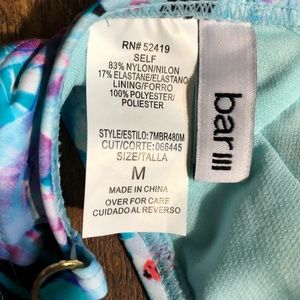 RN# 52419
SELF
83% NYLON/NILON
17% ELASTANE/ELASTANO
LINING/FORRO
100% POLYESTER/
POLIESTER
STYLE/ESTILO: 7MBR480M
CUT/CORTE: 066445
SIZE/TALLA
M
MADE IN CHINA
OVER FOR CARE
CUIDADO AL REVERSO
bar III